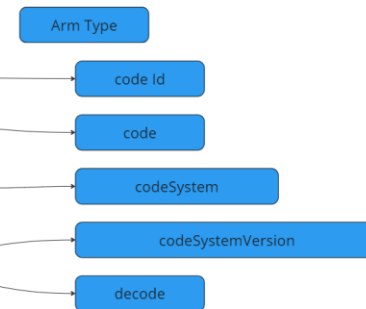 Arm Type
code Id
code
codeSystem
codeSystemVersion
decode